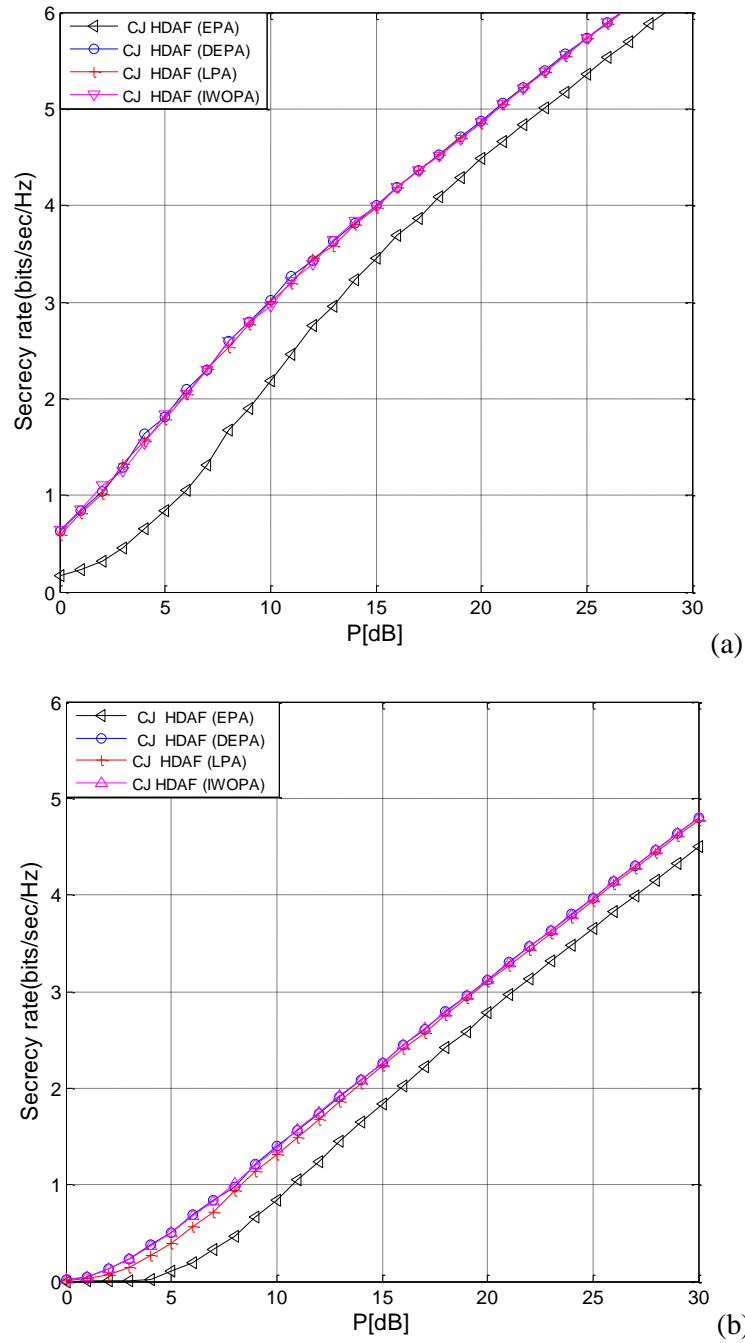 6
5
4
3
2
1
0
Secrecy rate(bits/sec/Hz)
CJ HDAF (EPA)
CJ HDAF (DEPA)
CJ HDAF (LPA)
CJ HDAF (IWOPA)
0 5 10 15 20 25 30
P[dB]
(a)
6
5
4
3
2
1
0
Secrecy rate(bits/sec/Hz)
CJ HDAF (EPA)
CJ HDAF (DEPA)
CJ HDAF (LPA)
CJ HDAF (IWOPA)
0 5 10 15 20 25 30
P[dB]
(b)